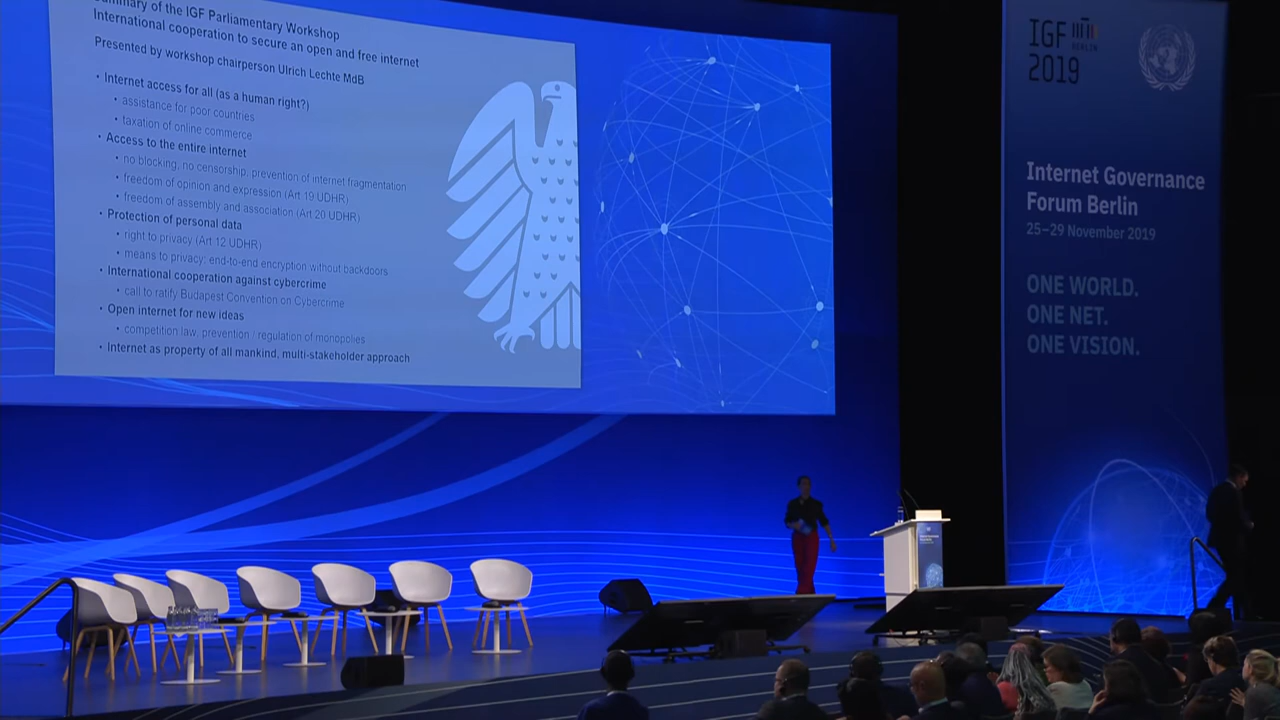 Summary of the IGF Parliamentary Workshop
International cooperation to secure an open and free internet
Presented by workshop chairperson Ulrich Lechte MdB
• Internet access for all (as a human right?)
• assistance for poor countries
• taxation of online commerce
• Access to the entire internet
• no blocking, no censorship, prevention of internet fragmentation
• freedom of opinion and expression (Art 19 UDHR)
• freedom of assembly and association (Art 20 UDHR)
• Protection of personal data
• right to privacy (Art 12 UDHR)
• means to privacy: end-to-end encryption without backdoors
• International cooperation against cybercrime
• call to ratify Budapest Convention on Cybercrime
• Open internet for new ideas
• competition law, prevention / regulation of monopolies
• Internet as property of all mankind, multi-stakeholder approach
IGF
BERLIN
2019
Internet Governance
Forum Berlin
25–29 November 2019
ONE WORLD.
ONE NET.
ONE VISION.